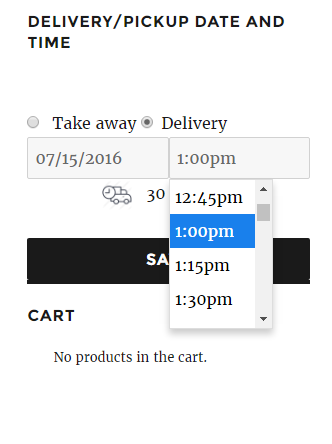 DELIVERY/PICKUP DATE AND
TIME
Take away Delivery
07/15/2016 1:00pm
30
12:45pm
1:00pm
1:15pm
1:30pm
SA
CART
No products in the cart.